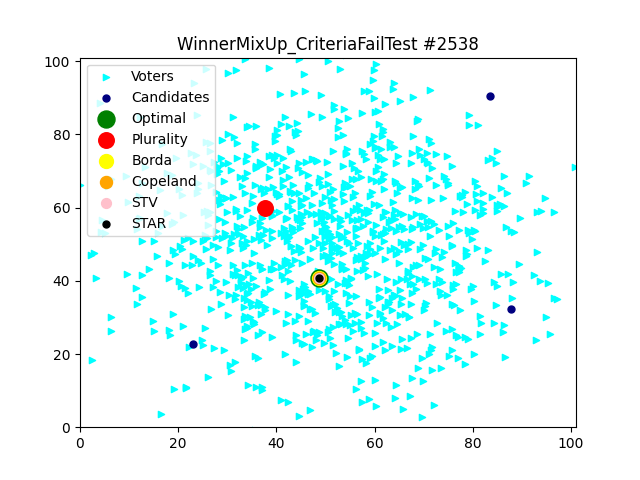 WinnerMixUp_CriteriaFailTest #2538
Voters
Candidates
Optimal
Plurality
Borda
Copeland
STV
STAR
100
80
60
40
20
0
0 20 40 60 80 100